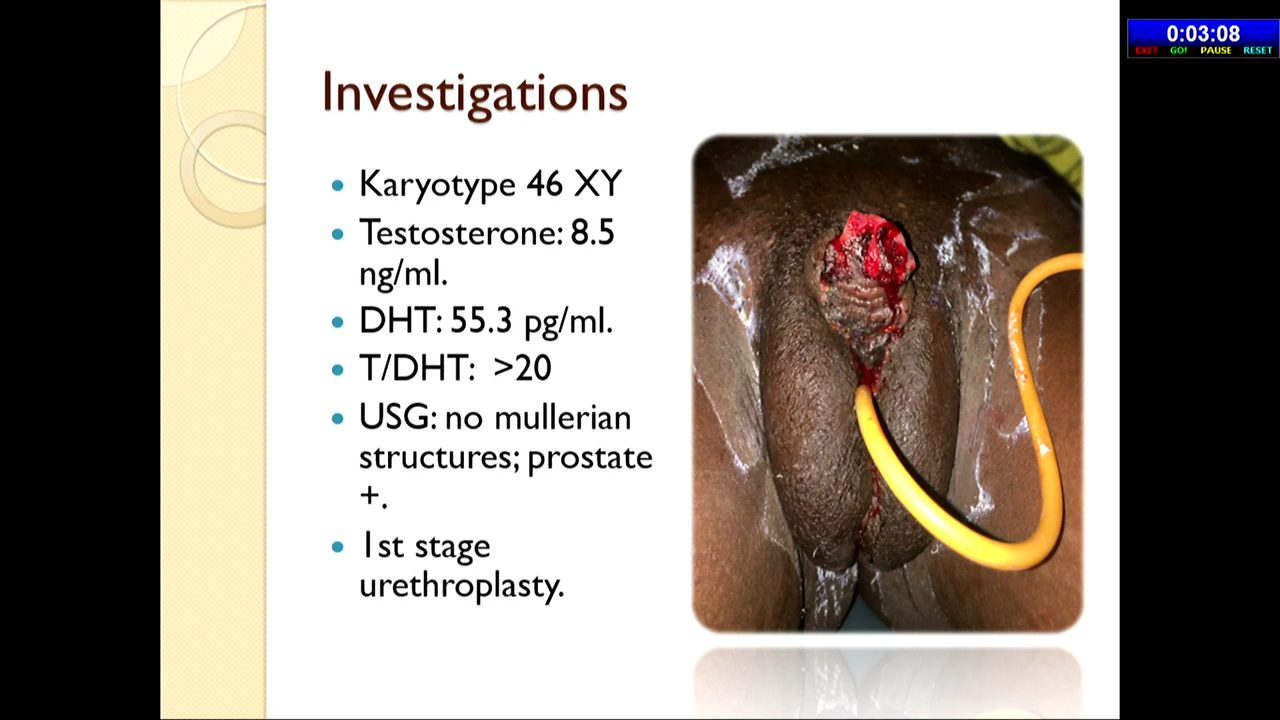 0:03:08
EXIT GO! PAUSE RESET
Investigations
Karyotype 46 XY
Testosterone: 8.5
ng/ml.
DHT: 55.3 pg/ml.
T/DHT: >20
USG: no mullerian
structures; prostate
+.
1st stage
urethroplasty.